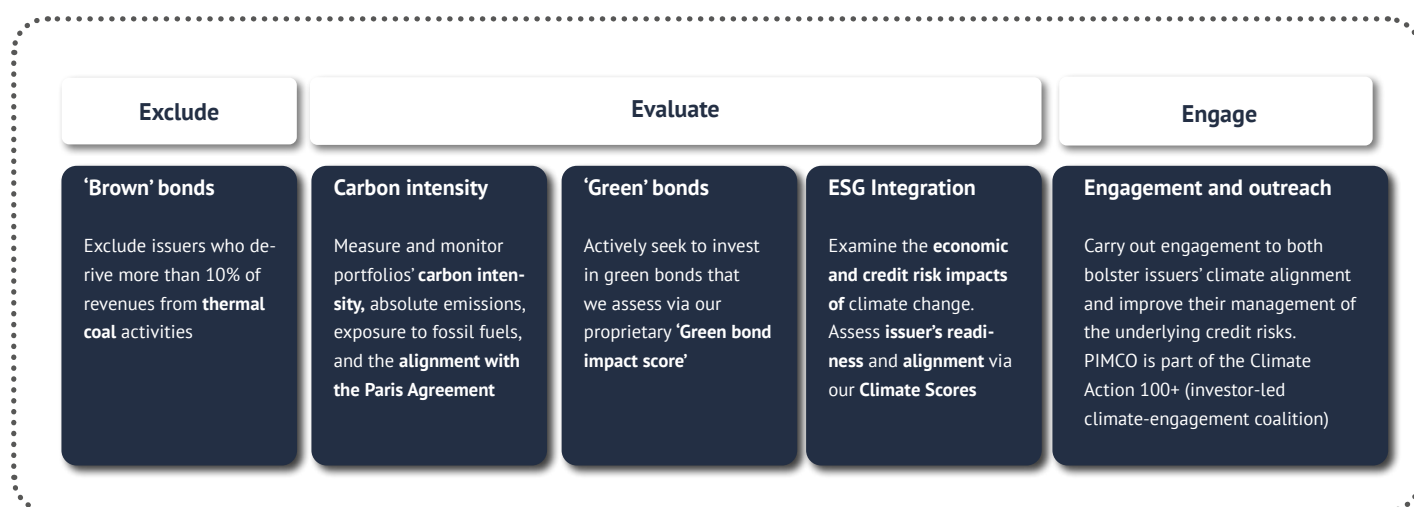 Exclude
Evaluate
Engage
‘Brown’ bonds
Exclude issuers who de-
rive more than 10% of
revenues from thermal
coal activities
Carbon intensity
Measure and monitor
portfolios’ carbon inten-
sity, absolute emissions,
exposure to fossil fuels,
and the alignment with
the Paris Agreement
‘Green’ bonds
Actively seek to invest
in green bonds that
we assess via our
proprietary ‘Green bond
impact score’
ESG Integration
Examine the economic
and credit risk impacts
of climate change.
Assess issuer’s readi-
ness and alignment via
our Climate Scores
Engagement and outreach
Carry out engagement to both
bolster issuers’ climate alignment
and improve their management of
the underlying credit risks.
PIMCO is part of the Climate
Action 100+ (investor-led
climate-engagement coalition)